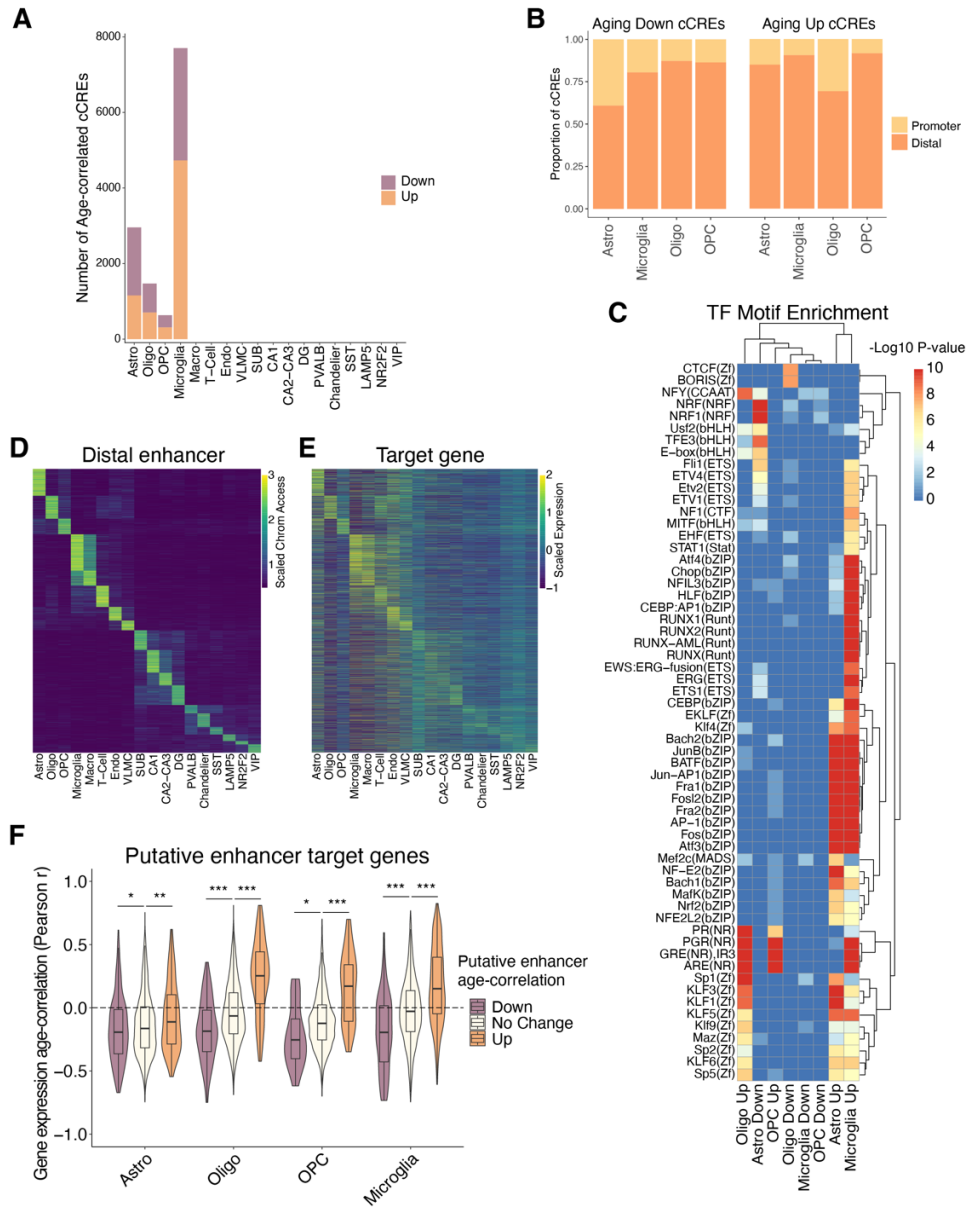 A
8000
6000
4000
2000
0
Number of Age-correlated cCREs
Down
Up
Astro
Oligo
OPC
Microglia
Macro
T-Cell
Endo
VLMC
SUB
CA1
CA2-CA3
DG
PVALB
Chandelier
SST
LAMP5
NR2F2
VIP
B
Aging Down cCREs
Aging Up cCREs
1.00
0.75
0.50
0.25
0.00
Proportion of cCREs
Promoter
Distal
Astro
Microglia
Oligo
OPC
Astro
Microglia
Oligo
OPC
C
TF Motif Enrichment
-Log10 P-value
10
8
6
4
2
0
CTCF(Zf)
BORIS(Zf)
NFY(CCAAT)
NRF(NRF)
NRF1(NRF)
Usf2(bHLH)
TFE3(bHLH)
E-box(bHLH)
Fli1(ETS)
ETV4(ETS)
Etv2(ETS)
ETV1(ETS)
NF1(CTF)
MITF(bHLH)
EHF(ETS)
STAT1(Stat)
Atf4(bZIP)
Chop(bZIP)
NFIL3(bZIP)
HLF(bZIP)
CEBP:AP1(bZIP)
RUNX1(Runt)
RUNX2(Runt)
RUNX-AML(Runt)
RUNX(Runt)
EWS:ERG-fusion(ETS)
ERG(ETS)
ETS1(ETS)
CEBP(bZIP)
EKLF(Zf)
Klf4(Zf)
Bach2(bZIP)
JunB(bZIP)
BATF(bZIP)
Jun-AP1(bZIP)
Fra1(bZIP)
Fosl2(bZIP)
Fra2(bZIP)
AP-1(bZIP)
Fos(bZIP)
Atf3(bZIP)
Mef2c(MADS)
NF-E2(bZIP)
Bach1(bZIP)
MafK(bZIP)
Nrf2(bZIP)
NFE2L2(bZIP)
PR(NR)
PGR(NR)
GRE(NR),IR3
ARE(NR)
Sp1(Zf)
KLF3(Zf)
KLF1(Zf)
KLF5(Zf)
Klf9(Zf)
Maz(Zf)
Sp2(Zf)
KLF6(Zf)
Sp5(Zf)
Oligo Up
Astro Down
OPC Up
Oligo Down
Microglia Down
OPC Down
Astro Up
Microglia Up
D
Distal enhancer
3
2
1
Scaled Chrom Access
Astro
Oligo
OPC
Microglia
Macro
T-Cell
Endo
VLMC
SUB
CA1
CA2-CA3
DG
PVALB
Chandelier
SST
LAMP5
NR2F2
VIP
E
Target gene
2
1
0
−1
Scaled Expression
Astro
Oligo
OPC
Microglia
Macro
T-Cell
Endo
VLMC
SUB
CA1
CA2-CA3
DG
PVALB
Chandelier
SST
LAMP5
NR2F2
VIP
F
Putative enhancer target genes
1.0
0.5
0.0
−0.5
−1.0
Gene expression age-correlation (Pearson r)
* **
*** ***
* ***
*** ***
Astro
Oligo
OPC
Microglia
Putative enhancer
age-correlation
Down
No Change
Up